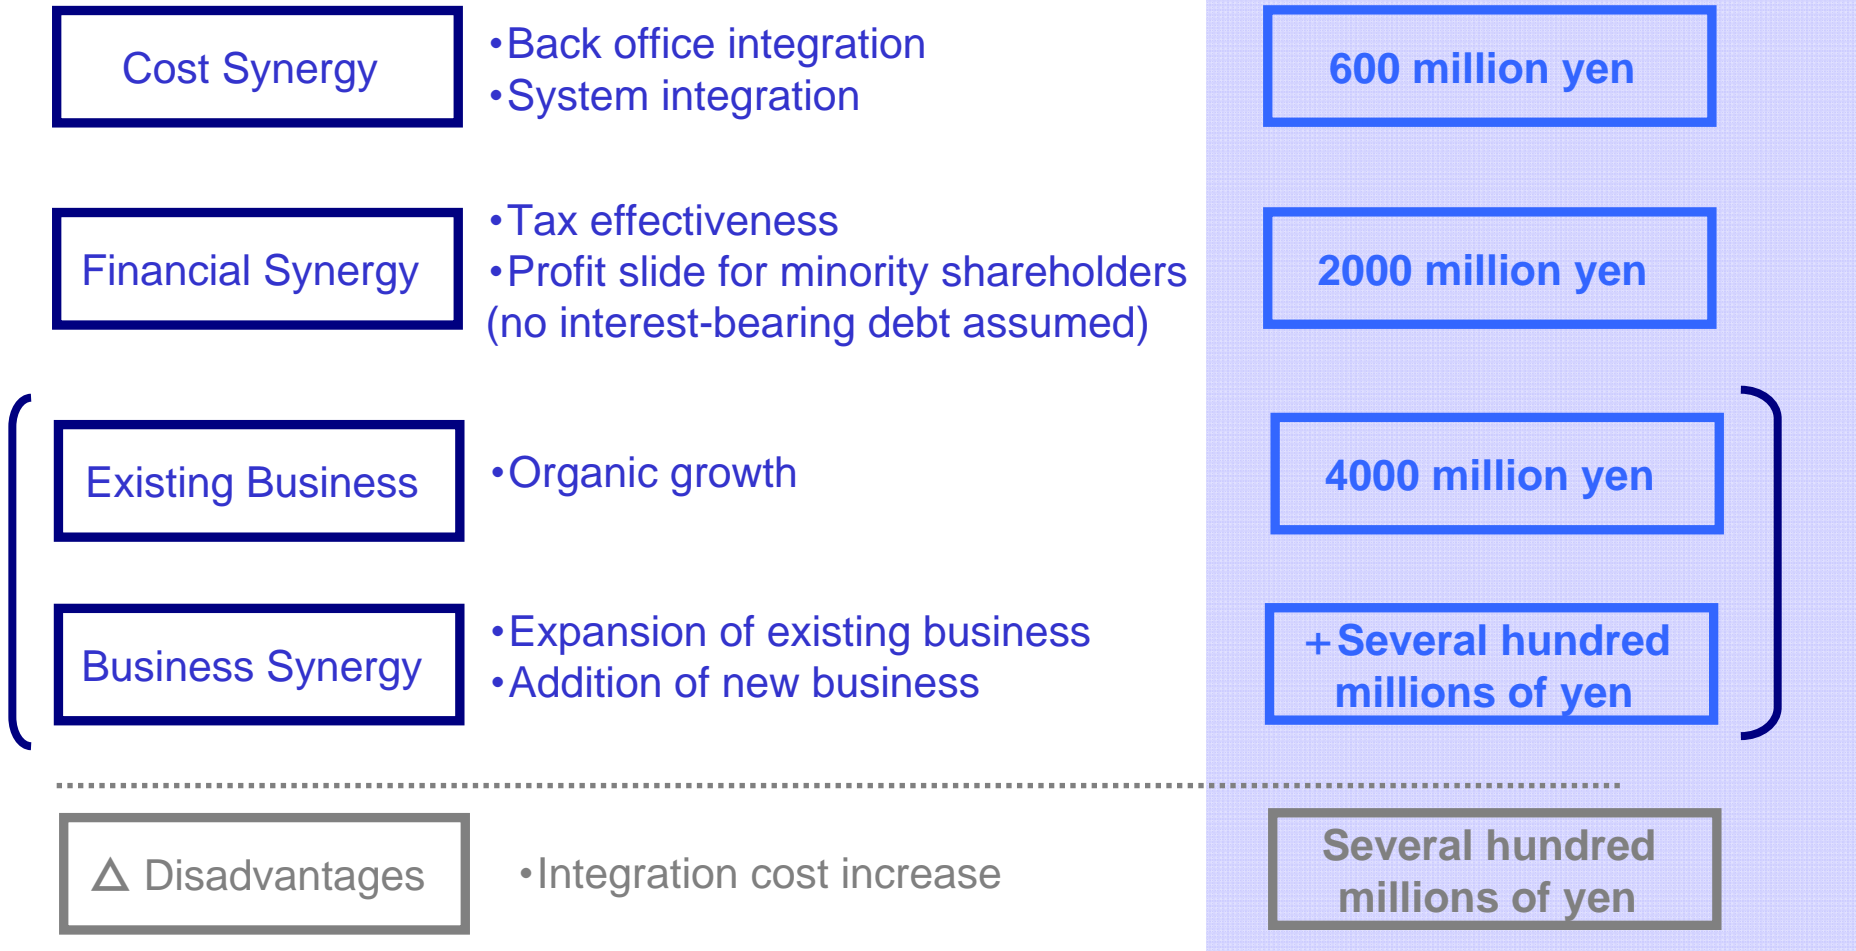 Cost Synergy
・Back office integration
・System integration
600 million yen
Financial Synergy
・Tax effectiveness
・Profit slide for minority shareholders
(no interest-bearing debt assumed)
2000 million yen
Existing Business
・Organic growth
4000 million yen
Business Synergy
・Expansion of existing business
・Addition of new business
+Several hundred
millions of yen
△ Disadvantages
・Integration cost increase
Several hundred
millions of yen